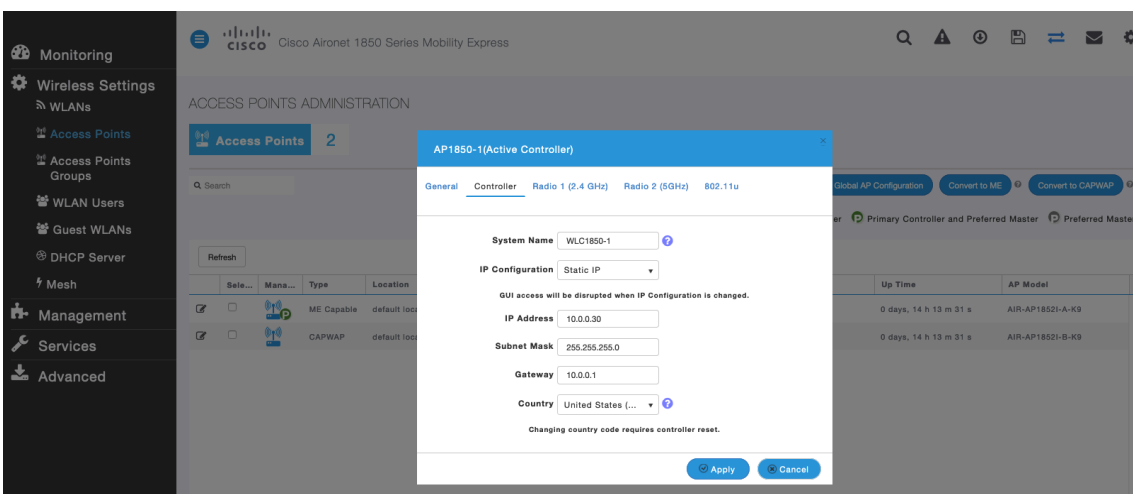 Monitoring
Wireless Settings
WLANs
Access Points
Access Points
Groups
WLAN Users
Guest WLANs
DHCP Server
Mesh
Management
Services
Advanced
CISCO Cisco Aironet 1850 Series Mobility Express
ACCESS POINTS ADMINISTRATION
Access Points 2
Search
Global AP Configuration Convert to ME Convert to CAPWAP
er Primary Controller and Preferred Master Preferred Maste
Refresh
Sele... Mana... Type Location Up Time AP Model
ME Capable default loca 0 days, 14 h 13 m 31 s AIR-AP1852I-A-K9
CAPWAP default loca 0 days, 14 h 13 m 31 s AIR-AP1852I-B-K9
AP1850-1(Active Controller) ×
General Controller Radio 1 (2.4 GHz) Radio 2 (5GHz) 802.11u
System Name WLC1850-1 ?
IP Configuration Static IP
GUI access will be disrupted when IP Configuration is changed.
IP Address 10.0.0.30
Subnet Mask 255.255.255.0
Gateway 10.0.0.1
Country United States (... ?
Changing country code requires controller reset.
Apply Cancel